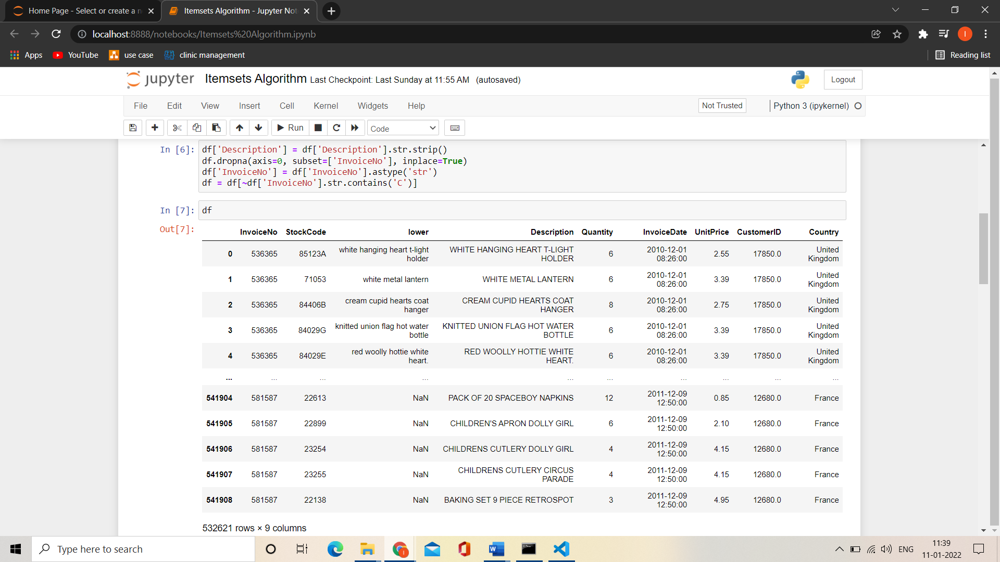 Home Page - Select or create a n
Itemsets Algorithm - Jupyter Not
localhost:8888/notebooks/Itemsets%20Algorithm.ipynb
I
Apps YouTube use case clinic management Reading list
jupyter Itemsets Algorithm Last Checkpoint: Last Sunday at 11:55 AM (autosaved) Logout
File Edit View Insert Cell Kernel Widgets Help Not Trusted Python 3 (ipykernel)
Run Code
In [6]: df['Description'] = df['Description'].str.strip()
df.dropna(axis=0, subset=['InvoiceNo'], inplace=True)
df['InvoiceNo'] = df['InvoiceNo'].astype('str')
df = df[~df['InvoiceNo'].str.contains('C')]
In [7]: df
Out[7]:
InvoiceNo StockCode lower Description Quantity InvoiceDate UnitPrice CustomerID Country
0 536365 85123A white hanging heart t-light holder WHITE HANGING HEART T-LIGHT HOLDER 6 2010-12-01 08:26:00 2.55 17850.0 United Kingdom
1 536365 71053 white metal lantern WHITE METAL LANTERN 6 2010-12-01 08:26:00 3.39 17850.0 United Kingdom
2 536365 84406B cream cupid hearts coat hanger CREAM CUPID HEARTS COAT HANGER 8 2010-12-01 08:26:00 2.75 17850.0 United Kingdom
3 536365 84029G knitted union flag hot water bottle KNITTED UNION FLAG HOT WATER BOTTLE 6 2010-12-01 08:26:00 3.39 17850.0 United Kingdom
4 536365 84029E red woolly hottie white heart. RED WOOLLY HOTTIE WHITE HEART. 6 2010-12-01 08:26:00 3.39 17850.0 United Kingdom
... ... ... ... ... ... ... ... ... ...
541904 581587 22613 NaN PACK OF 20 SPACEBOY NAPKINS 12 2011-12-09 12:50:00 0.85 12680.0 France
541905 581587 22899 NaN CHILDREN'S APRON DOLLY GIRL 6 2011-12-09 12:50:00 2.10 12680.0 France
541906 581587 23254 NaN CHILDRENS CUTLERY DOLLY GIRL 4 2011-12-09 12:50:00 4.15 12680.0 France
541907 581587 23255 NaN CHILDRENS CUTLERY CIRCUS PARADE 4 2011-12-09 12:50:00 4.15 12680.0 France
541908 581587 22138 NaN BAKING SET 9 PIECE RETROSPOT 3 2011-12-09 12:50:00 4.95 12680.0 France
532621 rows × 9 columns
Type here to search
ENG
11:39
11-01-2022